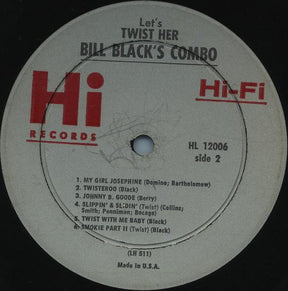 Let's
TWIST HER
BILL BLACK'S COMBO
Hi
RECORDS
Hi-Fi
HL 12006
side 2
1. MY GIRL JOSEPHINE (Domino; Bartholomew)
2. TWISTEROO (Black)
3. JOHNNY B. GOODE (Berry)
4. SLIPPIN' & SLIDIN' (Twist) (Collins;
Smith; Penniman; Bocage)
5. TWIST WITH ME BABY (Black)
6. SMOKIE PART II (Twist) (Black)
(LH 811)
Made in U.S.A.